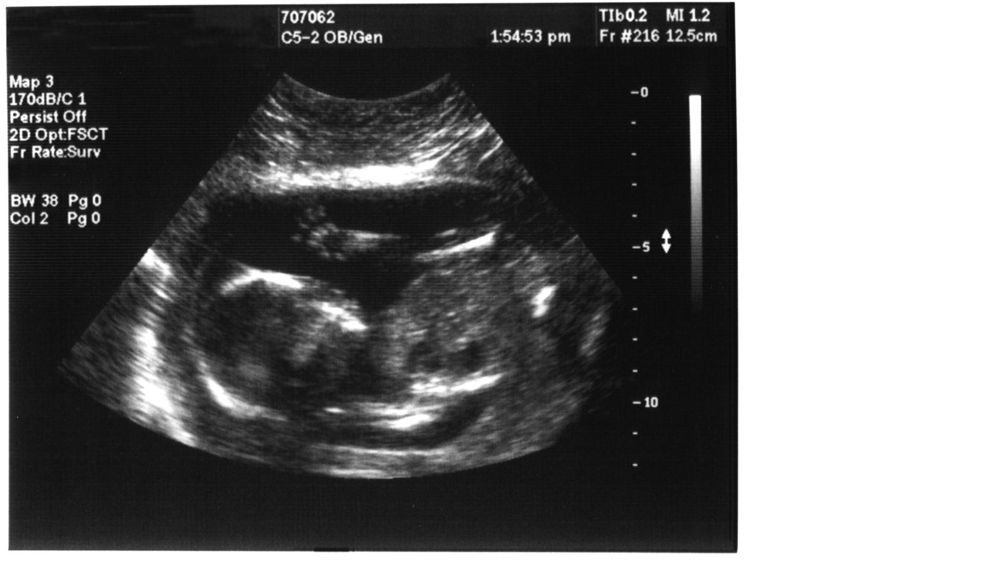 707062
C5-2 OB/Gen
1:54:53 pm
TIb0.2 MI 1.2
Fr #216 12.5cm
Map 3
170dB/C 1
Persist Off
2D Opt:FSCT
Fr Rate:Surv
BW 38 Pg 0
Col 2 Pg 0
-0
-5
-10